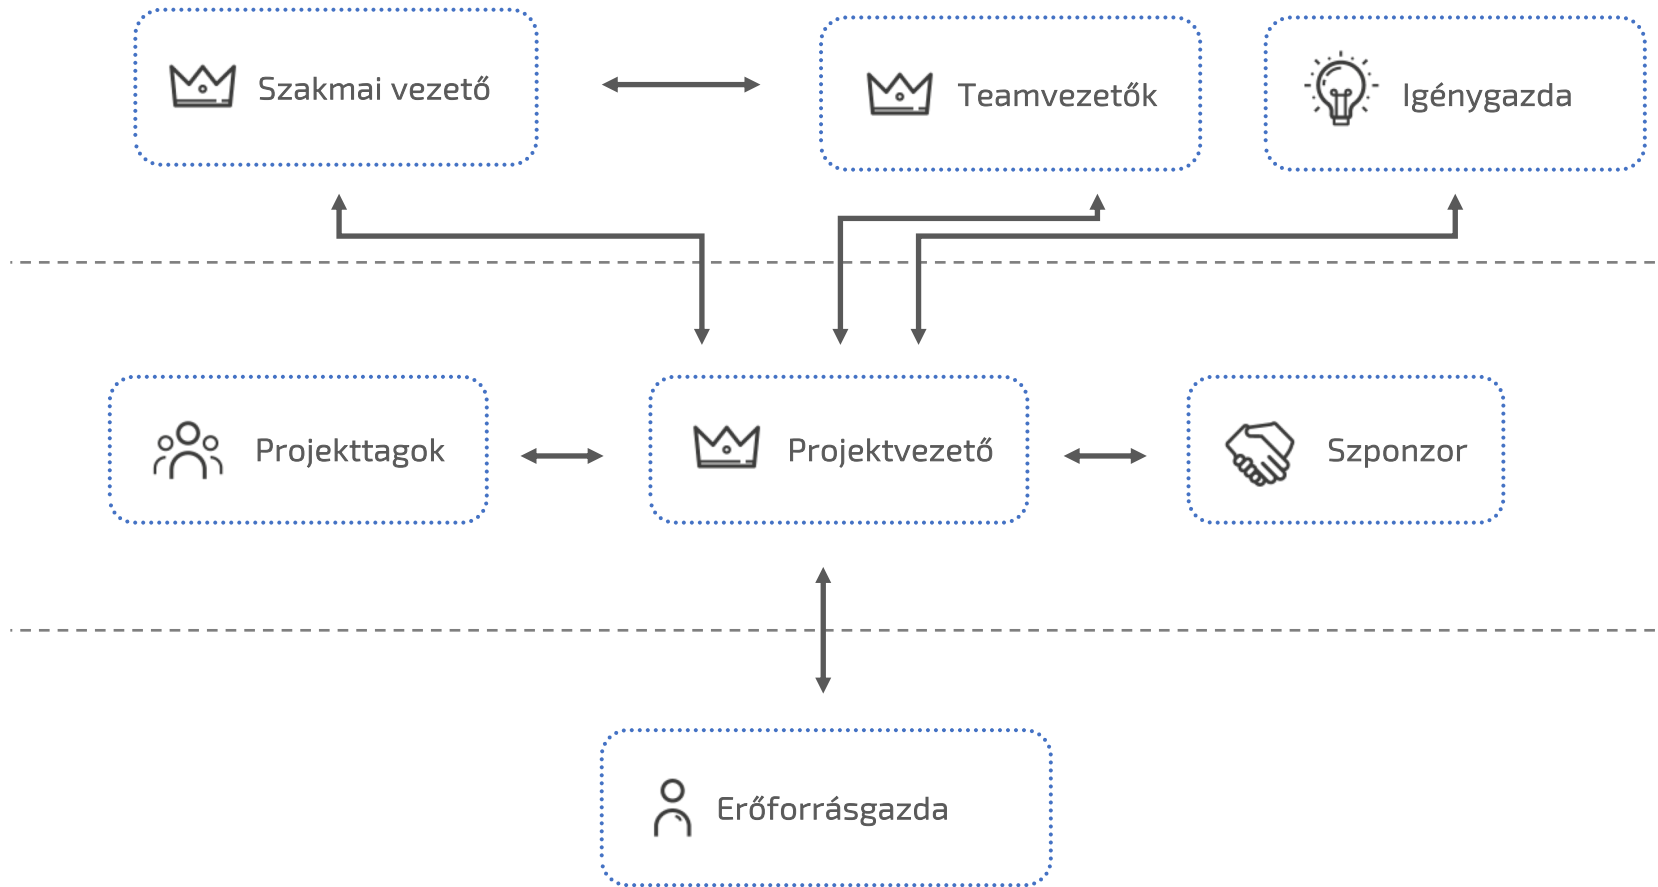 Szakmai vezető
Teamvezetők
Igénygazda
Projekttagok
Projektvezető
Szponzor
Erőforrásgazda